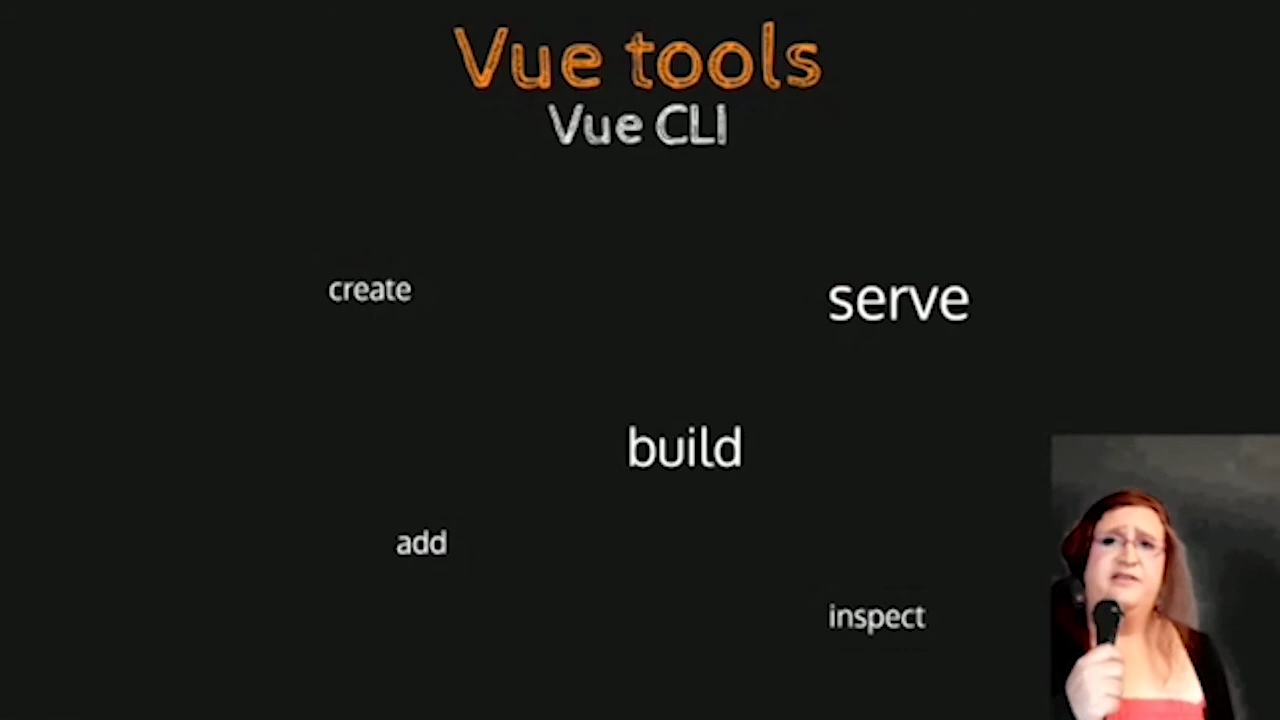 Vue tools
Vue CLI
create
serve
build
add
inspect